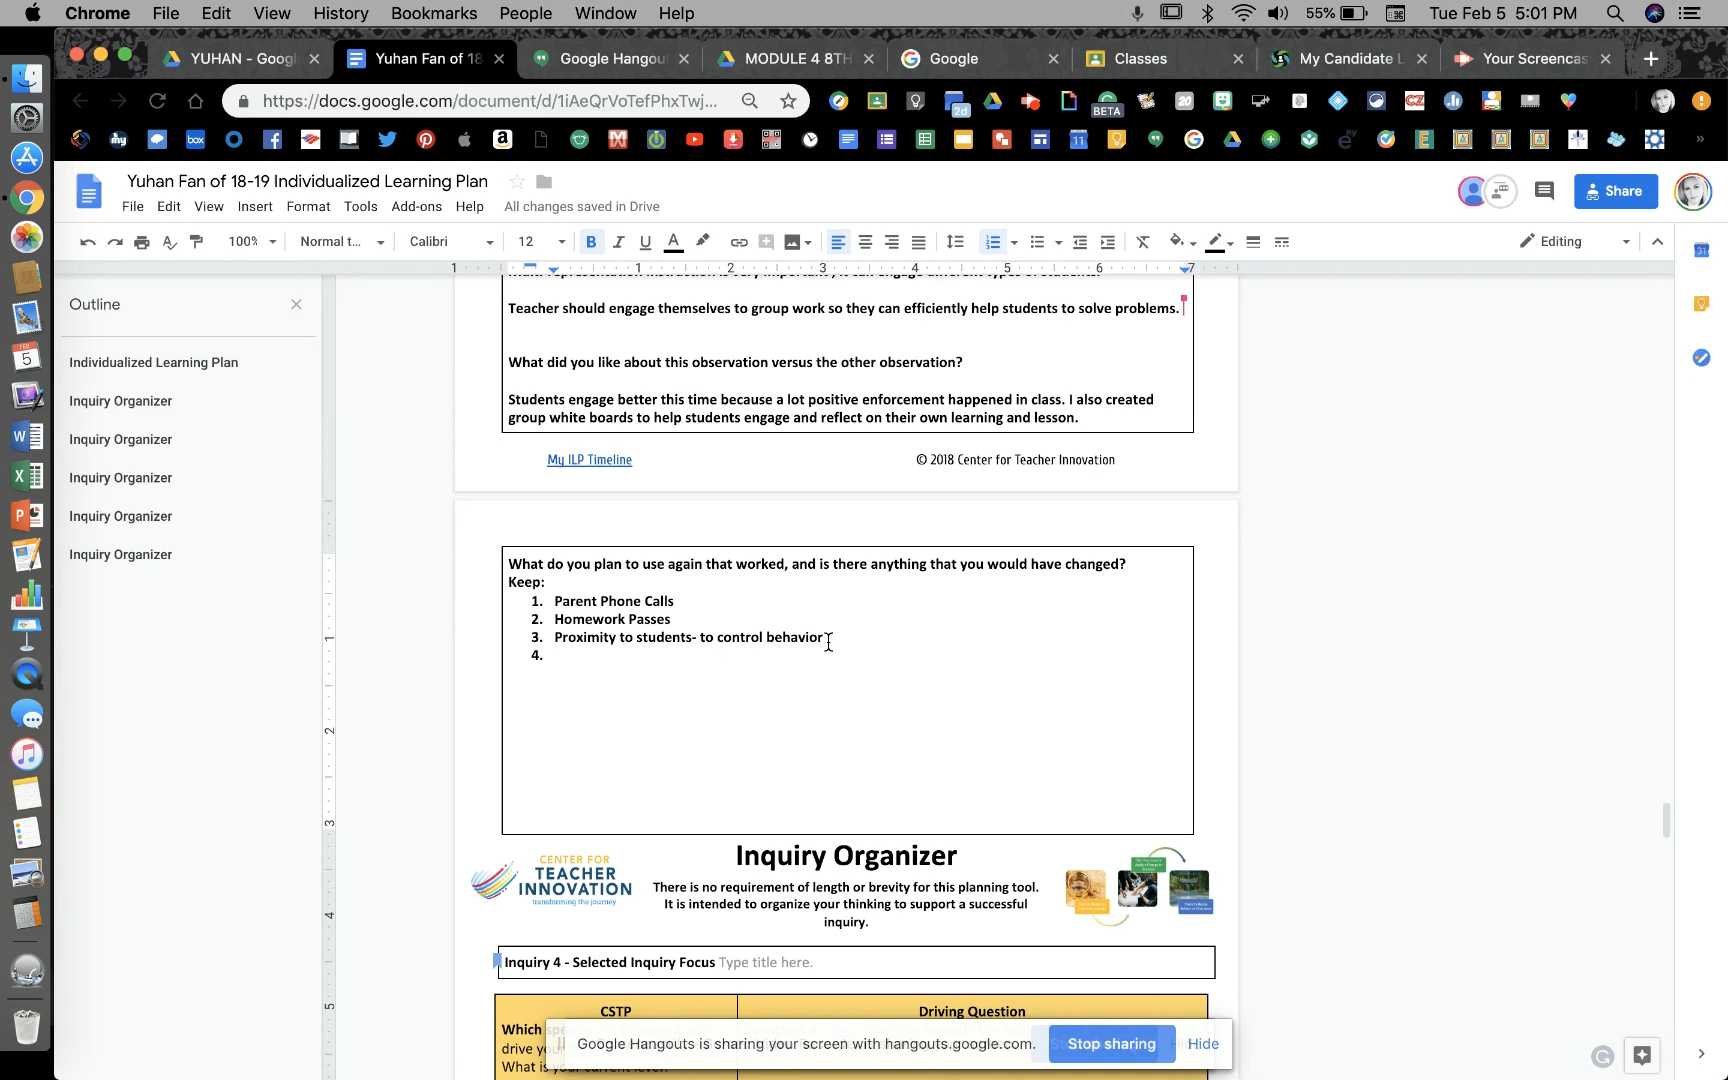 Chrome File Edit View History Bookmarks People Window Help 55% Tue Feb 5 5:01 PM
YUHAN - Googl Yuhan Fan of 18 Google Hangou MODULE 4 8TH Google Classes My Candidate L Your Screencas
https://docs.google.com/document/d/1iAeQrVoTefPhxTwj...
Yuhan Fan of 18-19 Individualized Learning Plan
Share
File Edit View Insert Format Tools Add-ons Help All changes saved in Drive
100% Normal t... Calibri 12 B I U A Editing
Outline
Individualized Learning Plan
Inquiry Organizer
Inquiry Organizer
Inquiry Organizer
Inquiry Organizer
Inquiry Organizer
Teacher should engage themselves to group work so they can efficiently help students to solve problems.
What did you like about this observation versus the other observation?
Students engage better this time because a lot positive enforcement happened in class. I also created
group white boards to help students engage and reflect on their own learning and lesson.
My ILP Timeline © 2018 Center for Teacher Innovation
What do you plan to use again that worked, and is there anything that you would have changed?
Keep:
1. Parent Phone Calls
2. Homework Passes
3. Proximity to students- to control behavior
4.
CENTER FOR
TEACHER
INNOVATION
transforming the journey
Inquiry Organizer
There is no requirement of length or brevity for this planning tool.
It is intended to organize your thinking to support a successful
inquiry.
Inquiry 4 - Selected Inquiry Focus Type title here.
CSTP Driving Question
Which spe
drive yo
What is your current level?
Google Hangouts is sharing your screen with hangouts.google.com. Stop sharing Hide